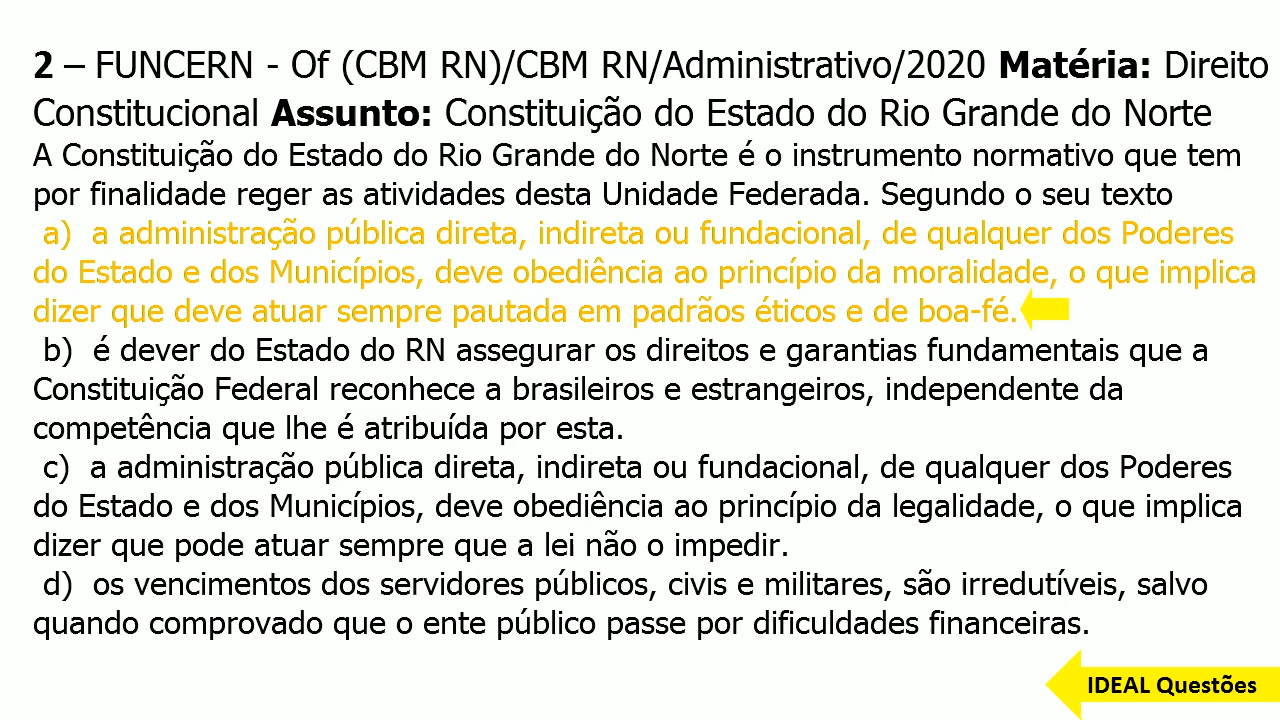 2 – FUNCERN - Of (CBM RN)/CBM RN/Administrativo/2020 Matéria: Direito
Constitucional Assunto: Constituição do Estado do Rio Grande do Norte
A Constituição do Estado do Rio Grande do Norte é o instrumento normativo que tem
por finalidade reger as atividades desta Unidade Federada. Segundo o seu texto
a) a administração pública direta, indireta ou fundacional, de qualquer dos Poderes
do Estado e dos Municípios, deve obediência ao princípio da moralidade, o que implica
dizer que deve atuar sempre pautada em padrãos éticos e de boa-fé.
b) é dever do Estado do RN assegurar os direitos e garantias fundamentais que a
Constituição Federal reconhece a brasileiros e estrangeiros, independente da
competência que lhe é atribuída por esta.
c) a administração pública direta, indireta ou fundacional, de qualquer dos Poderes
do Estado e dos Municípios, deve obediência ao princípio da legalidade, o que implica
dizer que pode atuar sempre que a lei não o impedir.
d) os vencimentos dos servidores públicos, civis e militares, são irredutíveis, salvo
quando comprovado que o ente público passe por dificuldades financeiras.
IDEAL Questões